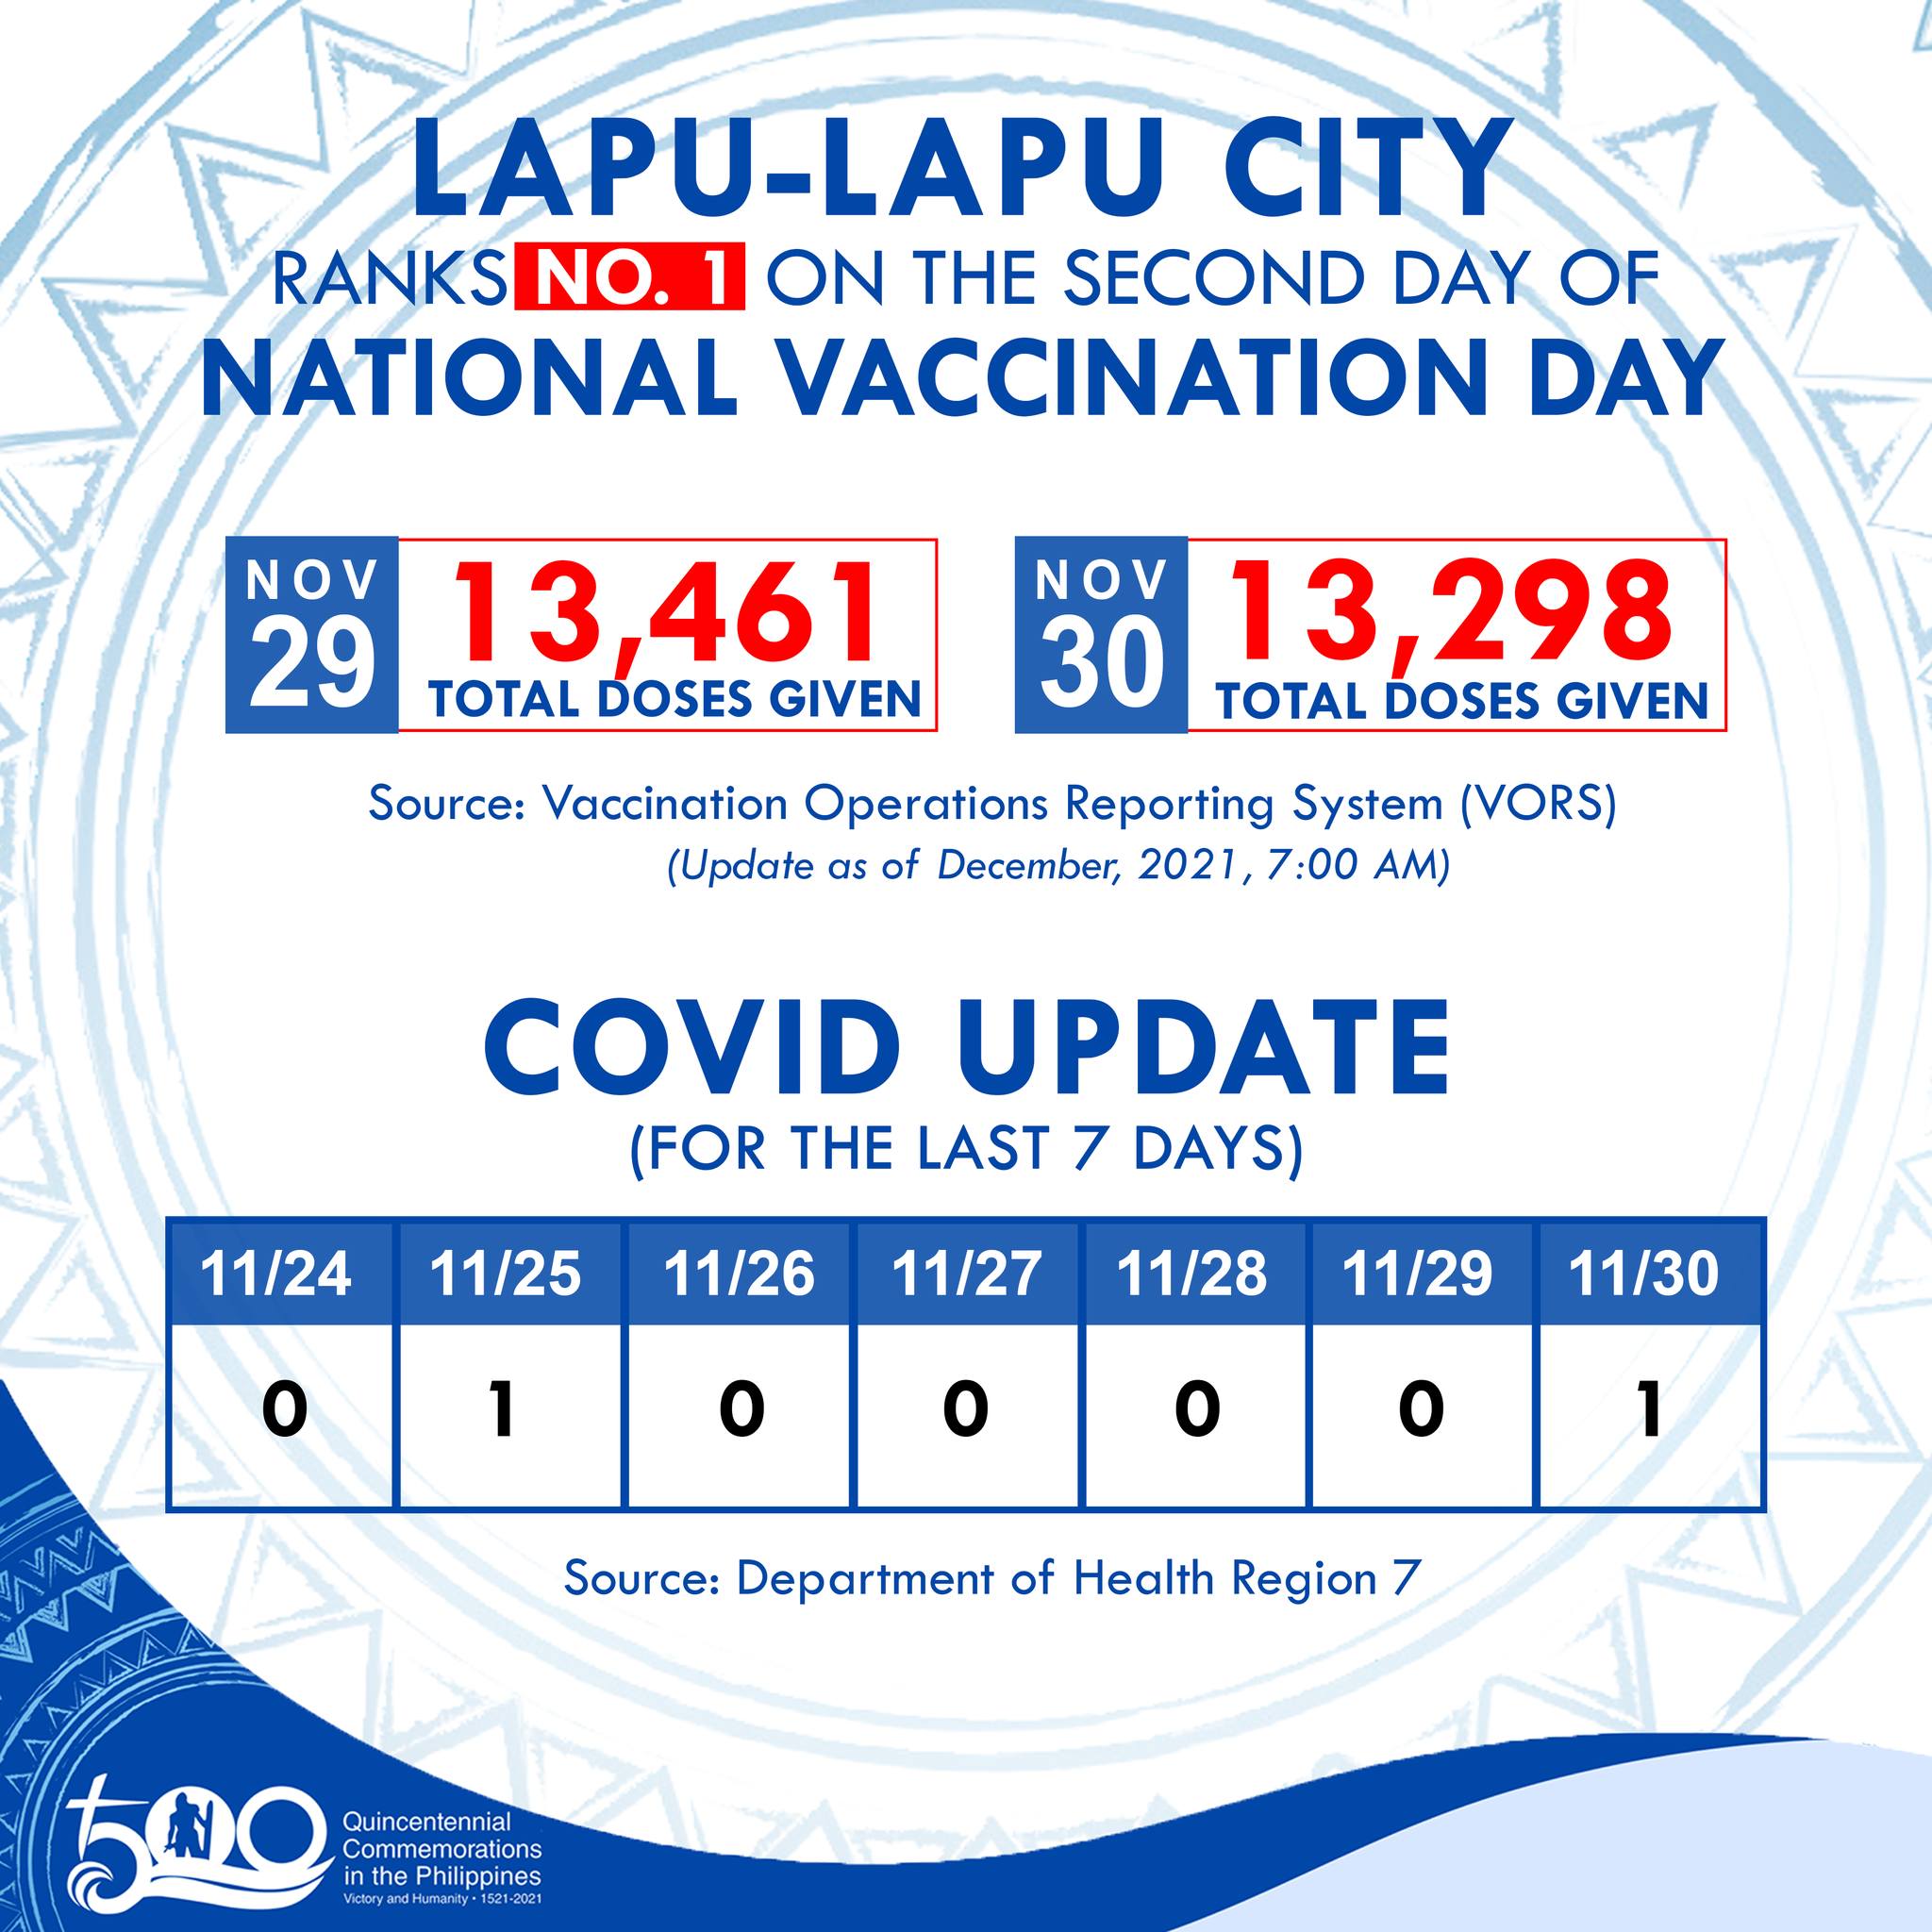 LAPU-LAPU CITY
RANKS NO. 1 ON THE SECOND DAY OF
NATIONAL VACCINATION DAY
NOV
29
13,461
TOTAL DOSES GIVEN
NOV
30
13,298
TOTAL DOSES GIVEN
Source: Vaccination Operations Reporting System (VORS)
(Update as of December, 2021, 7:00 AM)
COVID UPDATE
(FOR THE LAST 7 DAYS)
11/24 11/25 11/26 11/27 11/28 11/29 11/30
0 1 0 0 0 0 1
Source: Department of Health Region 7
500
Quincentennial
Commemorations
in the Philippines
Victory and Humanity • 1521-2021